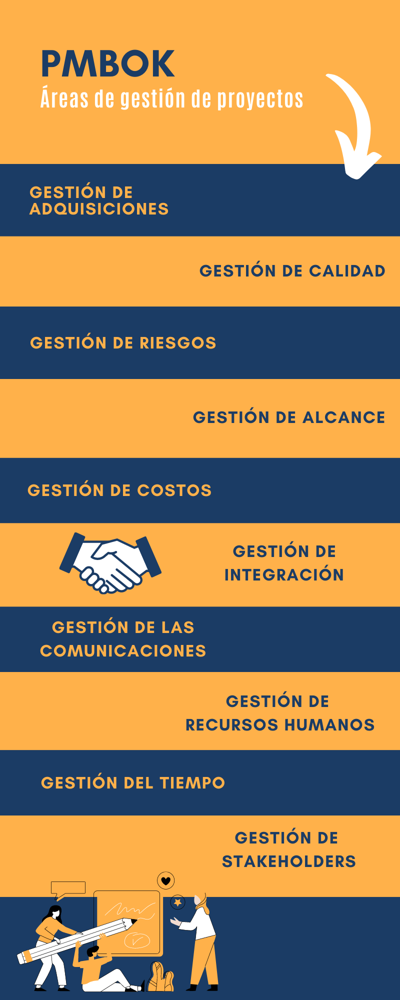 PMBOK
Áreas de gestión de proyectos
GESTIÓN DE
ADQUISICIONES
GESTIÓN DE CALIDAD
GESTIÓN DE RIESGOS
GESTIÓN DE ALCANCE
GESTIÓN DE COSTOS
GESTIÓN DE
INTEGRACIÓN
GESTIÓN DE LAS
COMUNICACIONES
GESTIÓN DE
RECURSOS HUMANOS
GESTIÓN DEL TIEMPO
GESTIÓN DE
STAKEHOLDERS